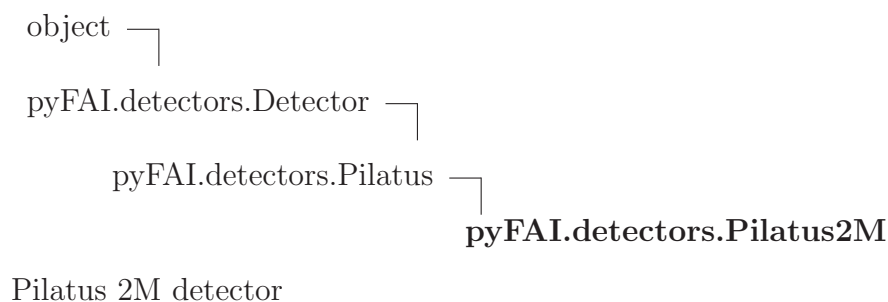 object
pyFAI.detectors.Detector
pyFAI.detectors.Pilatus
pyFAI.detectors.Pilatus2M
Pilatus 2M detector